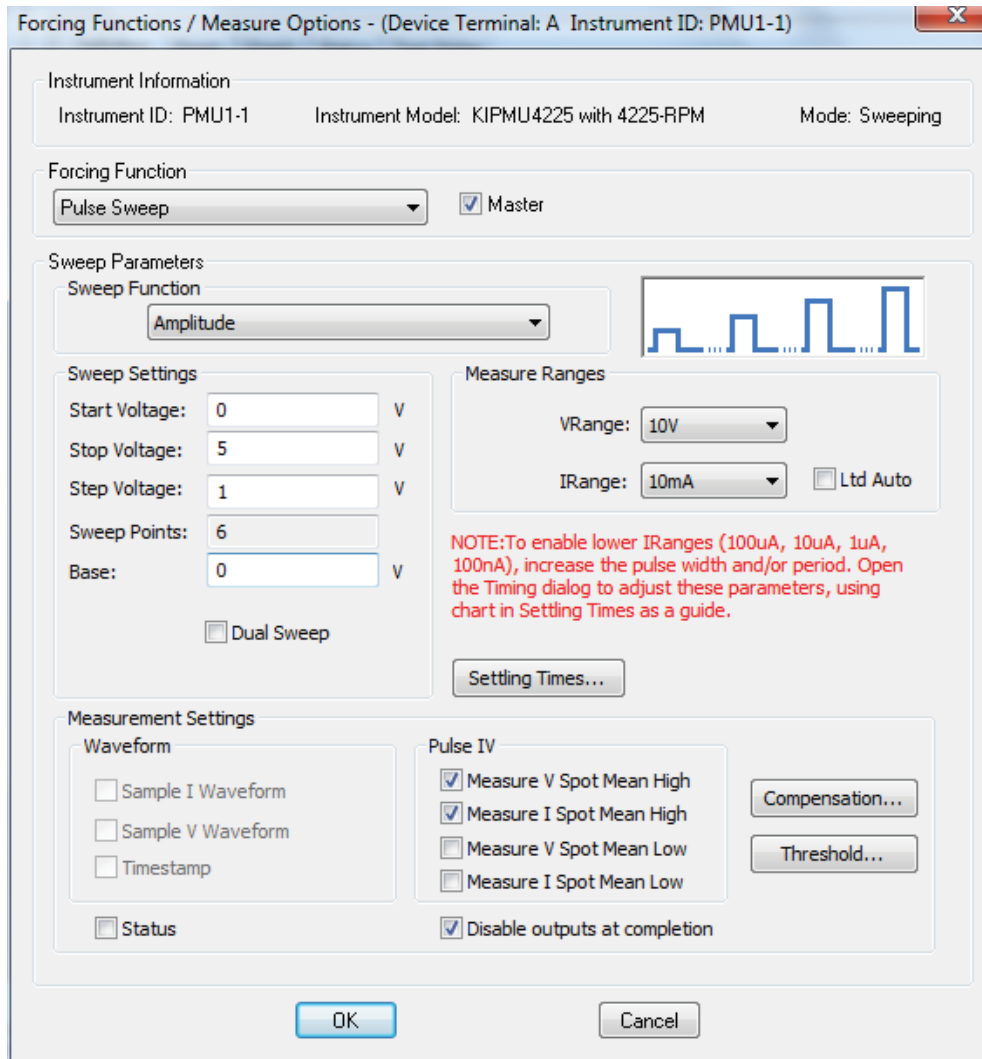 Forcing Functions / Measure Options - (Device Terminal: A Instrument ID: PMU1-1)
Instrument Information
Instrument ID: PMU1-1 Instrument Model: KIPMU4225 with 4225-RPM Mode: Sweeping
Forcing Function
Pulse Sweep Master
Sweep Parameters
Sweep Function
Amplitude
Sweep Settings
Start Voltage: 0 V
Stop Voltage: 5 V
Step Voltage: 1 V
Sweep Points: 6
Base: 0 V
Dual Sweep
Measure Ranges
VRange: 10V
IRange: 10mA Ltd Auto
NOTE:To enable lower IRanges (100uA, 10uA, 1uA,
100nA), increase the pulse width and/or period. Open
the Timing dialog to adjust these parameters, using
chart in Settling Times as a guide.
Settling Times...
Measurement Settings
Waveform
Sample I Waveform
Sample V Waveform
Timestamp
Status
Pulse IV
Measure V Spot Mean High
Measure I Spot Mean High
Measure V Spot Mean Low
Measure I Spot Mean Low
Disable outputs at completion
Compensation...
Threshold...
OK Cancel